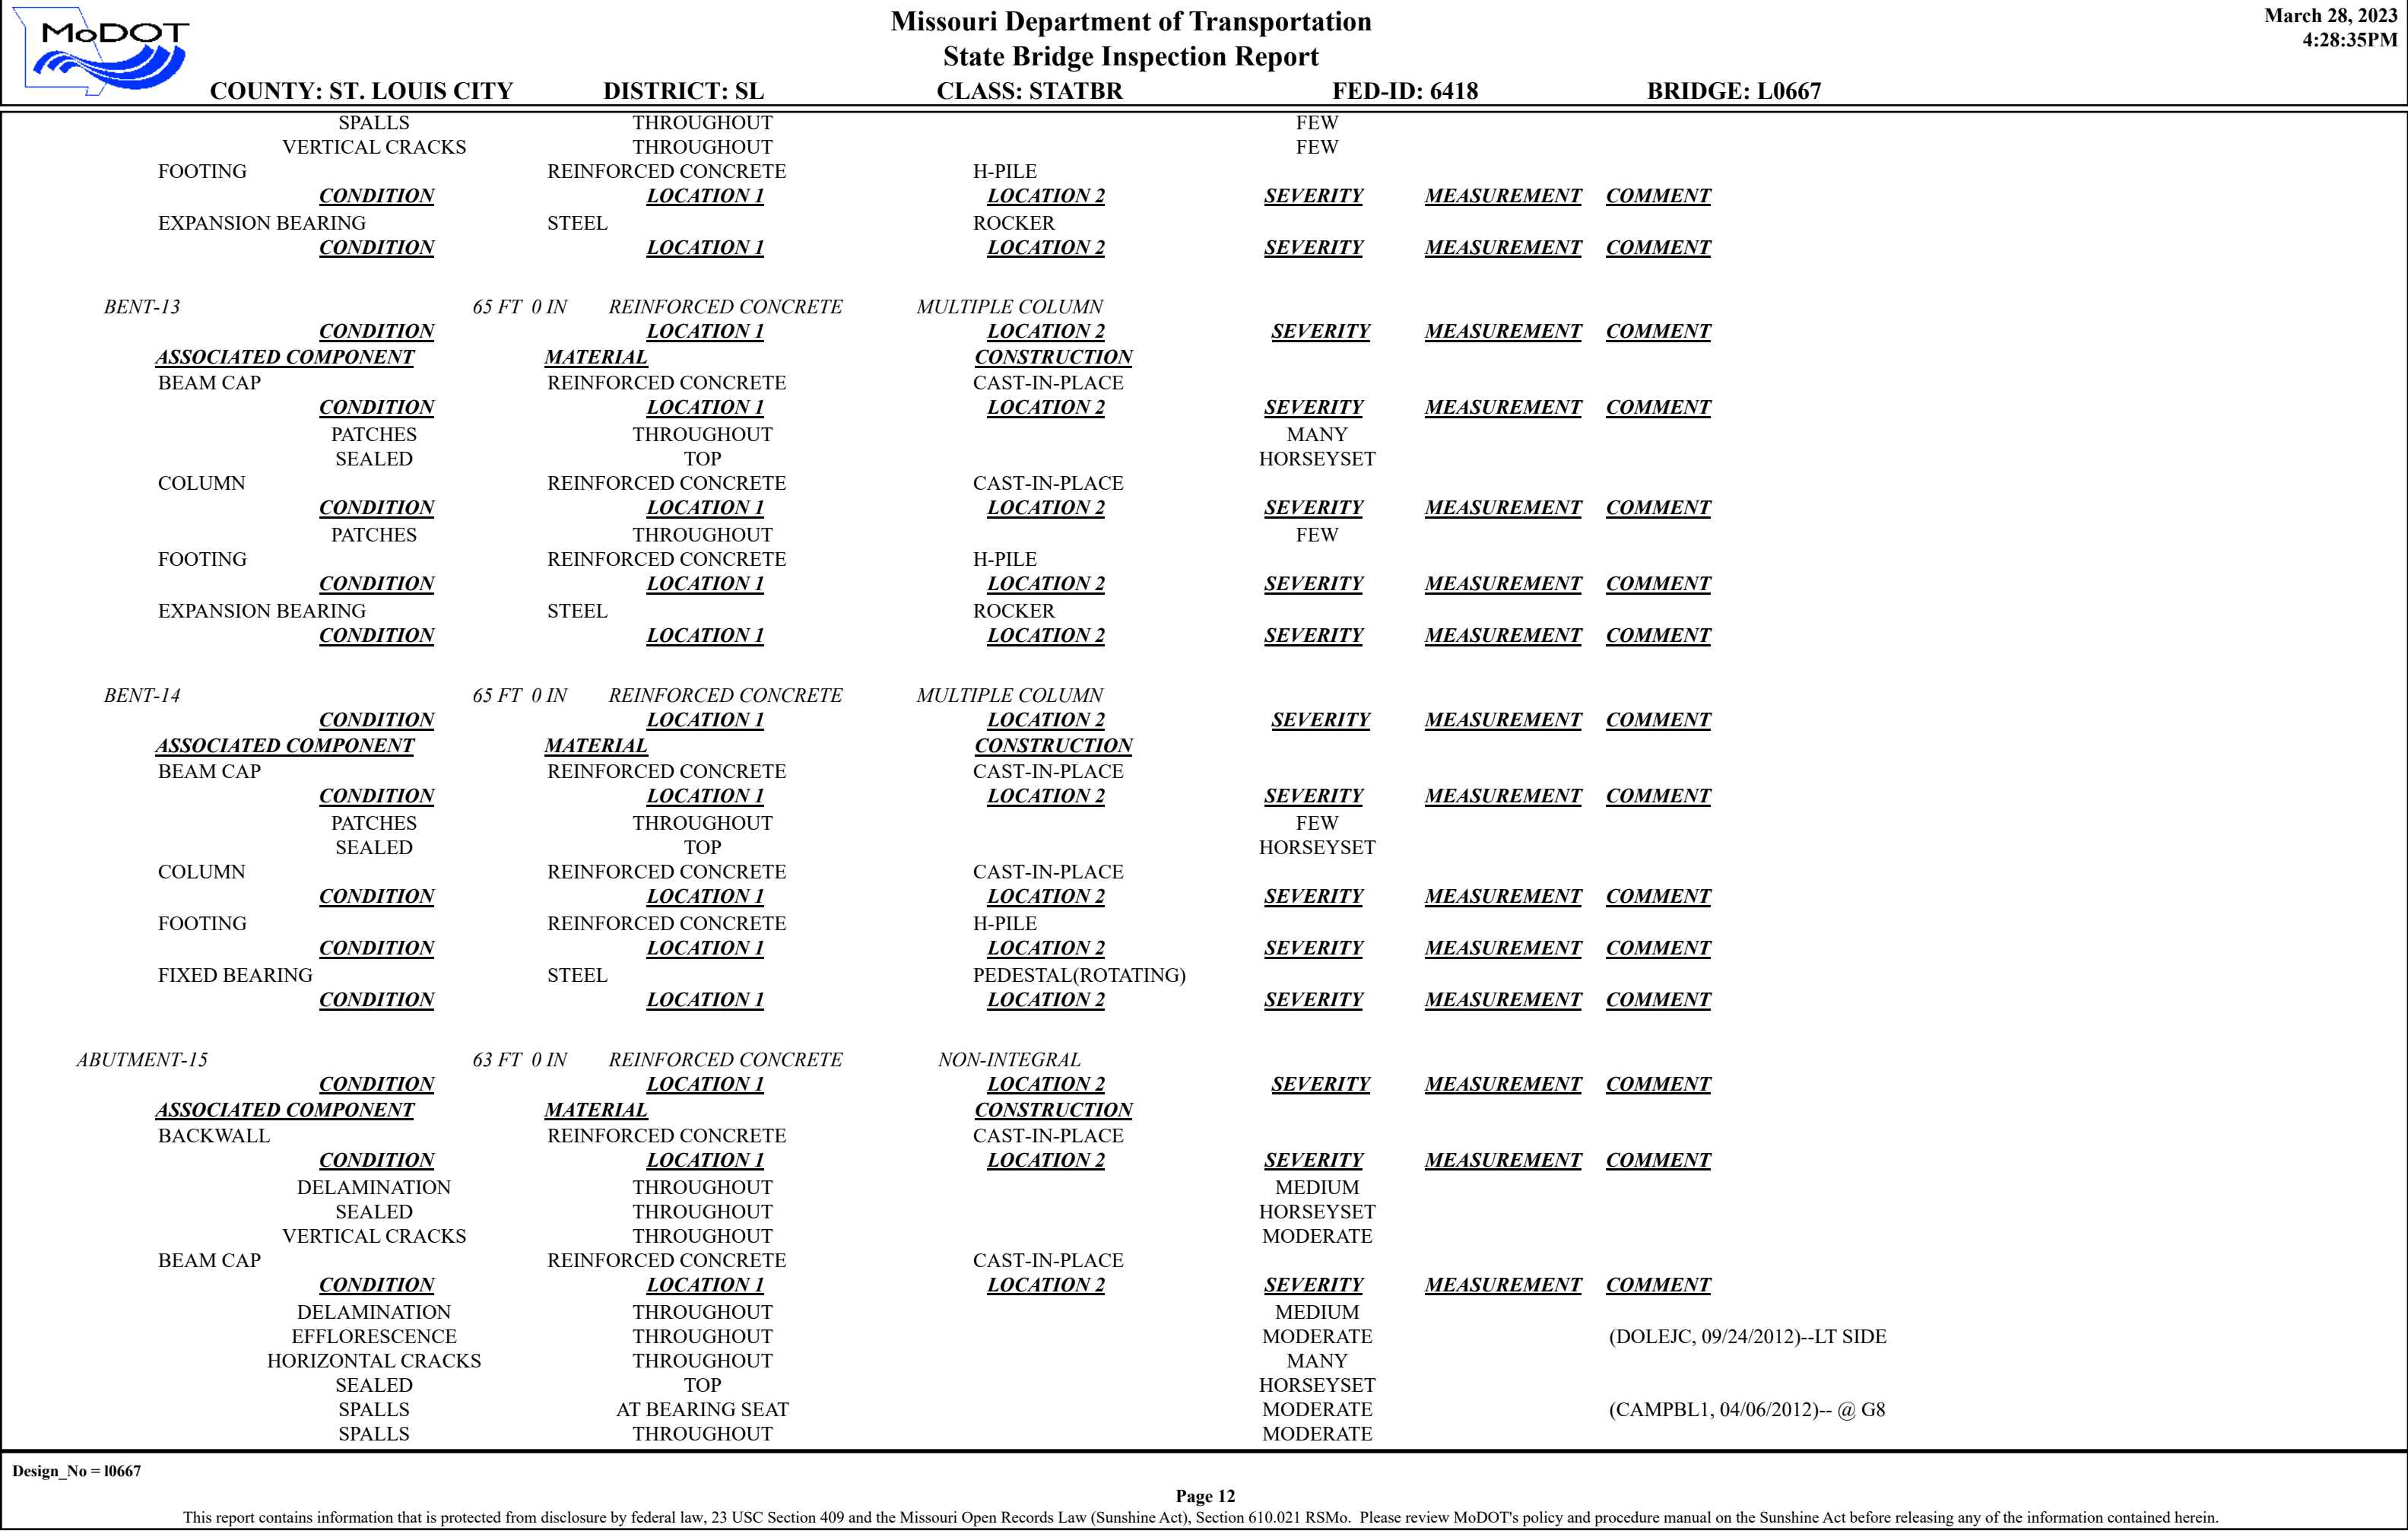 MoDOT
Missouri Department of Transportation
State Bridge Inspection Report
March 28, 2023
4:28:35PM
COUNTY: ST. LOUIS CITY DISTRICT: SL CLASS: STATBR FED-ID: 6418 BRIDGE: L0667
SPALLS THROUGHOUT FEW
VERTICAL CRACKS THROUGHOUT FEW
FOOTING REINFORCED CONCRETE H-PILE
CONDITION LOCATION 1 LOCATION 2 SEVERITY MEASUREMENT COMMENT
EXPANSION BEARING STEEL ROCKER
CONDITION LOCATION 1 LOCATION 2 SEVERITY MEASUREMENT COMMENT
BENT-13 65 FT 0 IN REINFORCED CONCRETE MULTIPLE COLUMN
CONDITION LOCATION 1 LOCATION 2 SEVERITY MEASUREMENT COMMENT
ASSOCIATED COMPONENT MATERIAL CONSTRUCTION
BEAM CAP REINFORCED CONCRETE CAST-IN-PLACE
CONDITION LOCATION 1 LOCATION 2 SEVERITY MEASUREMENT COMMENT
PATCHES THROUGHOUT MANY
SEALED TOP HORSEYSET
COLUMN REINFORCED CONCRETE CAST-IN-PLACE
CONDITION LOCATION 1 LOCATION 2 SEVERITY MEASUREMENT COMMENT
PATCHES THROUGHOUT FEW
FOOTING REINFORCED CONCRETE H-PILE
CONDITION LOCATION 1 LOCATION 2 SEVERITY MEASUREMENT COMMENT
EXPANSION BEARING STEEL ROCKER
CONDITION LOCATION 1 LOCATION 2 SEVERITY MEASUREMENT COMMENT
BENT-14 65 FT 0 IN REINFORCED CONCRETE MULTIPLE COLUMN
CONDITION LOCATION 1 LOCATION 2 SEVERITY MEASUREMENT COMMENT
ASSOCIATED COMPONENT MATERIAL CONSTRUCTION
BEAM CAP REINFORCED CONCRETE CAST-IN-PLACE
CONDITION LOCATION 1 LOCATION 2 SEVERITY MEASUREMENT COMMENT
PATCHES THROUGHOUT FEW
SEALED TOP HORSEYSET
COLUMN REINFORCED CONCRETE CAST-IN-PLACE
CONDITION LOCATION 1 LOCATION 2 SEVERITY MEASUREMENT COMMENT
FOOTING REINFORCED CONCRETE H-PILE
CONDITION LOCATION 1 LOCATION 2 SEVERITY MEASUREMENT COMMENT
FIXED BEARING STEEL PEDESTAL(ROTATING)
CONDITION LOCATION 1 LOCATION 2 SEVERITY MEASUREMENT COMMENT
ABUTMENT-15 63 FT 0 IN REINFORCED CONCRETE NON-INTEGRAL
CONDITION LOCATION 1 LOCATION 2 SEVERITY MEASUREMENT COMMENT
ASSOCIATED COMPONENT MATERIAL CONSTRUCTION
BACKWALL REINFORCED CONCRETE CAST-IN-PLACE
CONDITION LOCATION 1 LOCATION 2 SEVERITY MEASUREMENT COMMENT
DELAMINATION THROUGHOUT MEDIUM
SEALED THROUGHOUT HORSEYSET
VERTICAL CRACKS THROUGHOUT MODERATE
BEAM CAP REINFORCED CONCRETE CAST-IN-PLACE
CONDITION LOCATION 1 LOCATION 2 SEVERITY MEASUREMENT COMMENT
DELAMINATION THROUGHOUT MEDIUM
EFFLORESCENCE THROUGHOUT MODERATE (DOLEJC, 09/24/2012)--LT SIDE
HORIZONTAL CRACKS THROUGHOUT MANY
SEALED TOP HORSEYSET
SPALLS AT BEARING SEAT MODERATE (CAMPBL1, 04/06/2012)-- @ G8
SPALLS THROUGHOUT MODERATE
Design_No = l0667
Page 12
This report contains information that is protected from disclosure by federal law, 23 USC Section 409 and the Missouri Open Records Law (Sunshine Act), Section 610.021 RSMo. Please review MoDOT's policy and procedure manual on the Sunshine Act before releasing any of the information contained herein.